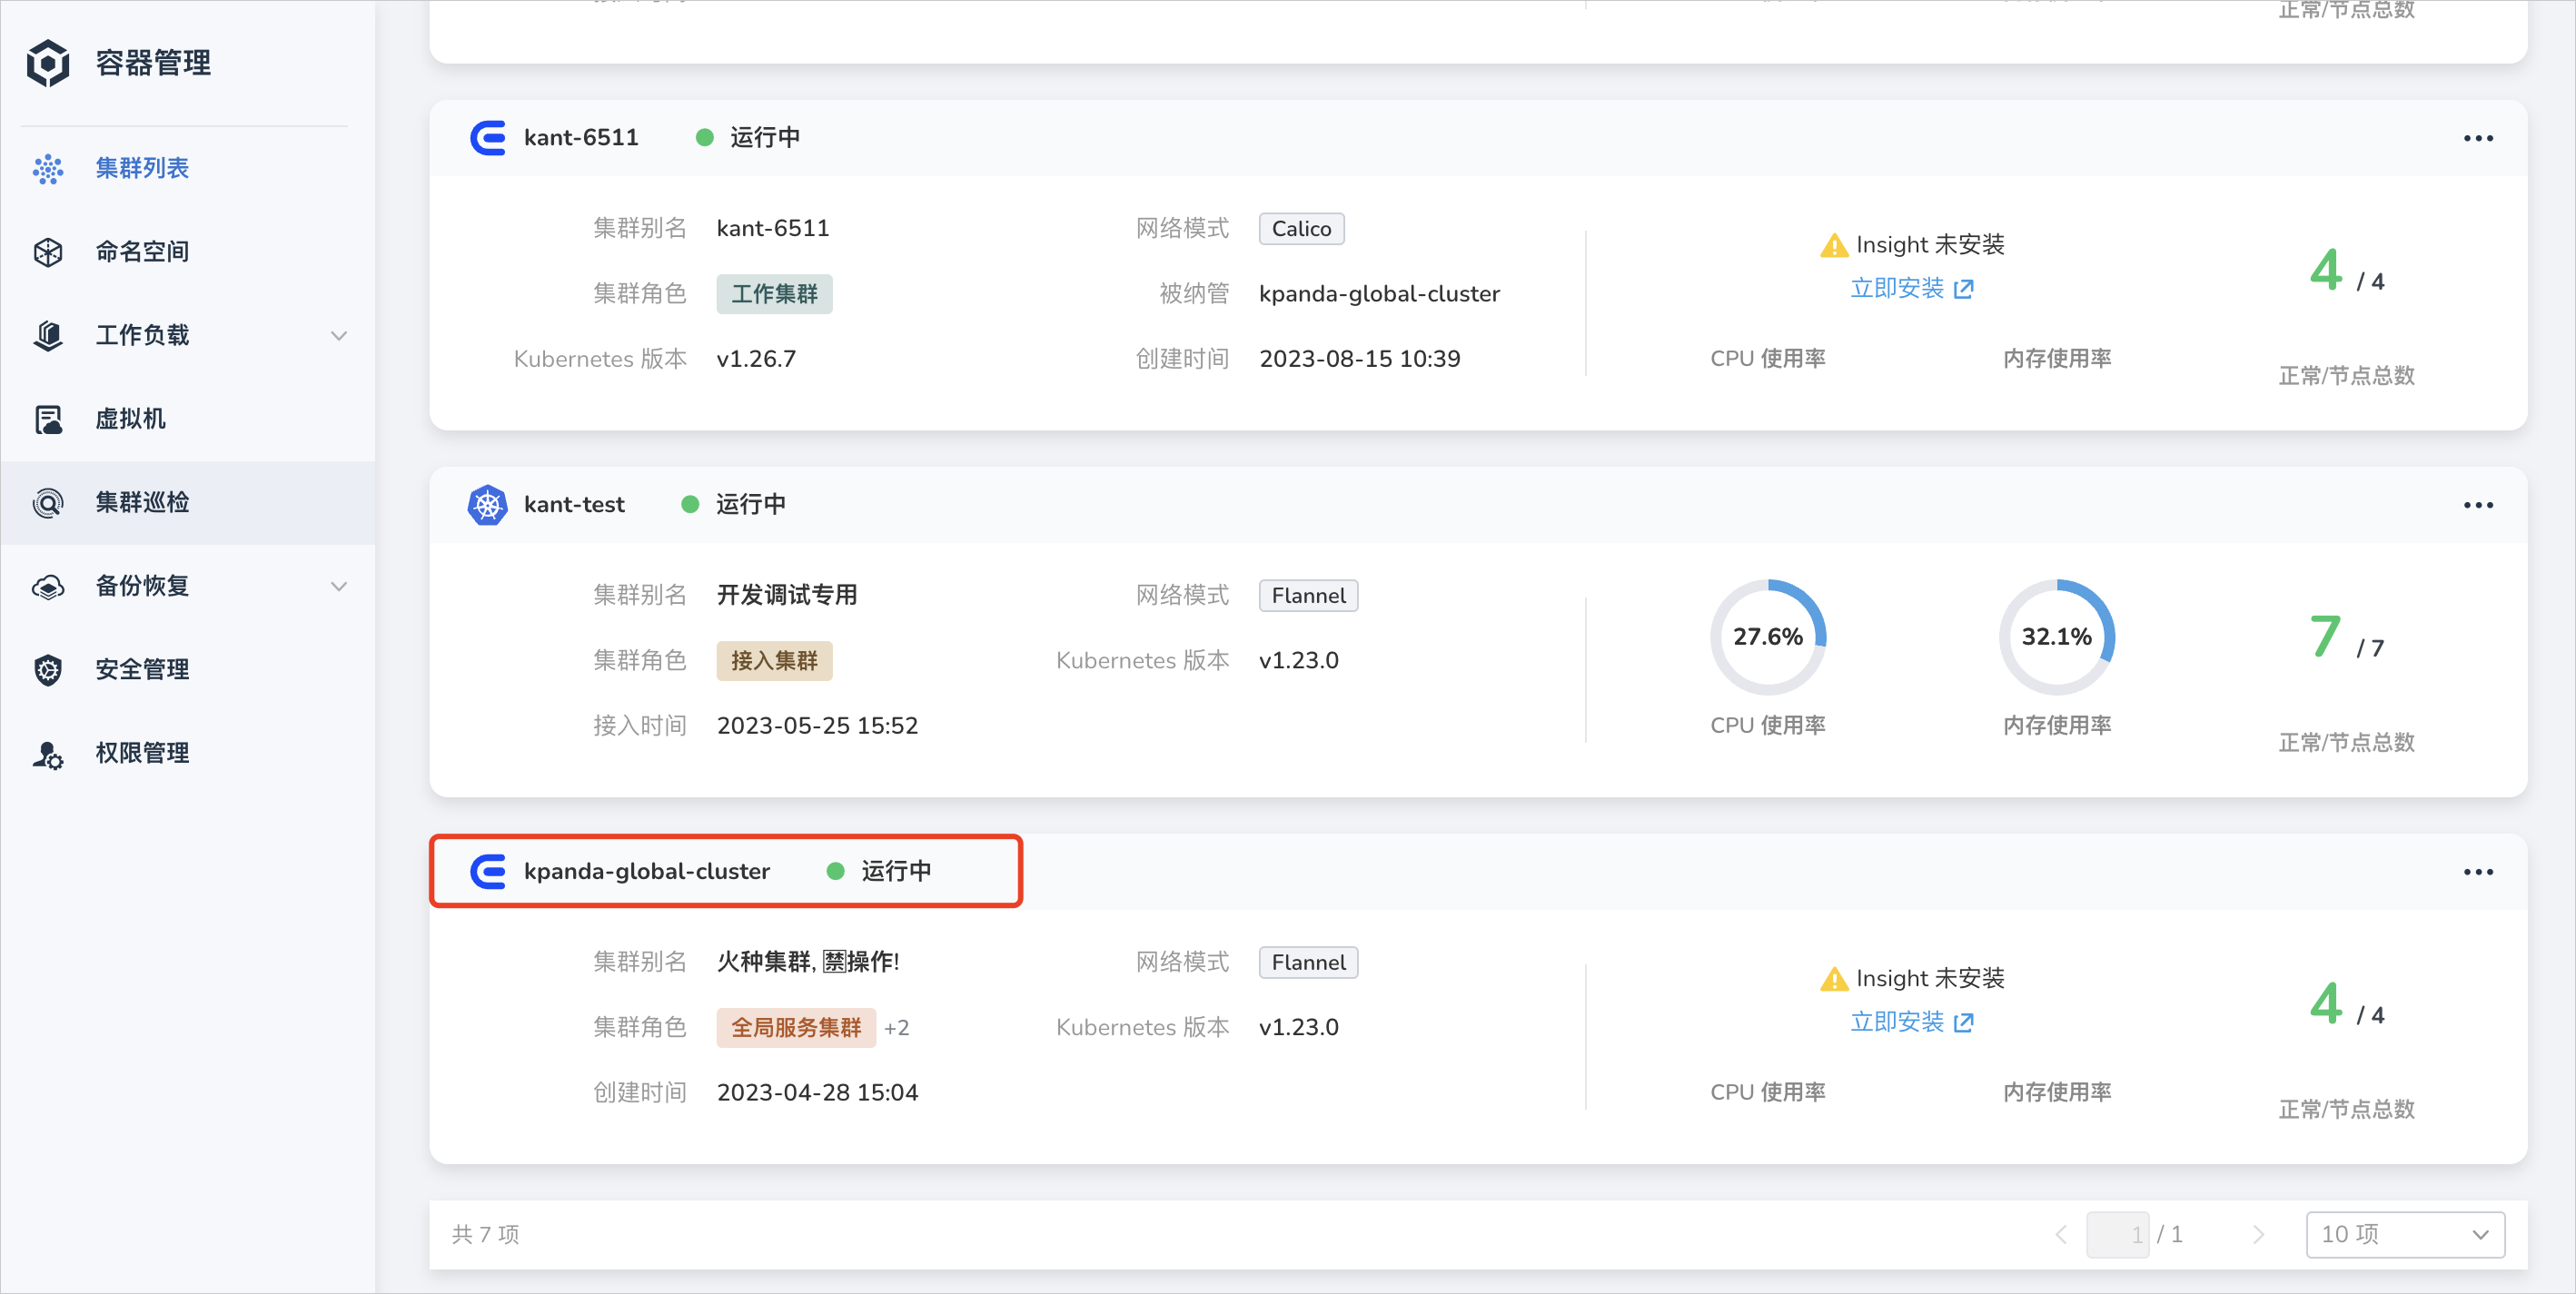 容器管理
集群列表
命名空间
工作负载
虚拟机
集群巡检
备份恢复
安全管理
权限管理
正常/节点总数
kant-6511 运行中
集群别名 kant-6511
网络模式 Calico
集群角色 工作集群
被纳管 kpanda-global-cluster
Kubernetes 版本 v1.26.7
创建时间 2023-08-15 10:39
Insight 未安装
立即安装
CPU 使用率
内存使用率
4 / 4
正常/节点总数
kant-test 运行中
集群别名 开发调试专用
网络模式 Flannel
集群角色 接入集群
Kubernetes 版本 v1.23.0
接入时间 2023-05-25 15:52
27.6%
CPU 使用率
32.1%
内存使用率
7 / 7
正常/节点总数
kpanda-global-cluster 运行中
集群别名 火种集群, 🈲操作!
网络模式 Flannel
集群角色 全局服务集群 +2
Kubernetes 版本 v1.23.0
创建时间 2023-04-28 15:04
Insight 未安装
立即安装
CPU 使用率
内存使用率
4 / 4
正常/节点总数
共 7 项
1 / 1
10 项